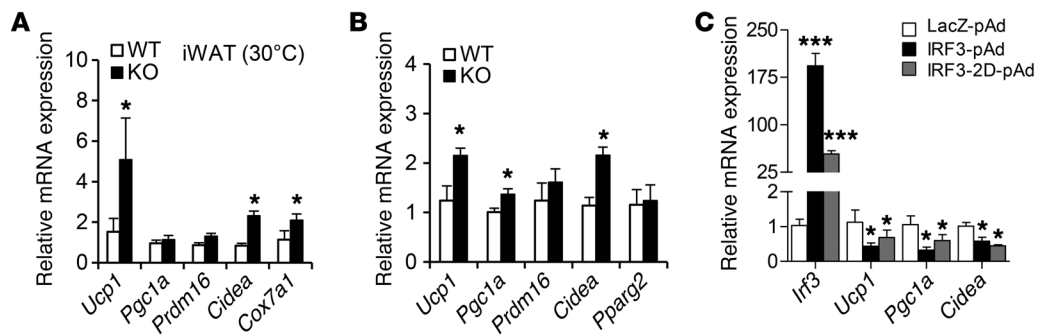 A
iWAT (30°C)
WT
KO
Relative mRNA expression
10
8
6
4
2
0
*
*
*
Ucp1
Pgc1a
Prdm16
Cidea
Cox7a1
B
WT
KO
Relative mRNA expression
4
3
2
1
0
*
*
*
Ucp1
Pgc1a
Prdm16
Cidea
Pparg2
C
LacZ-pAd
IRF3-pAd
IRF3-2D-pAd
Relative mRNA expression
250
175
100
25
2
1
0
***
***
* *
* *
* *
Irf3
Ucp1
Pgc1a
Cidea